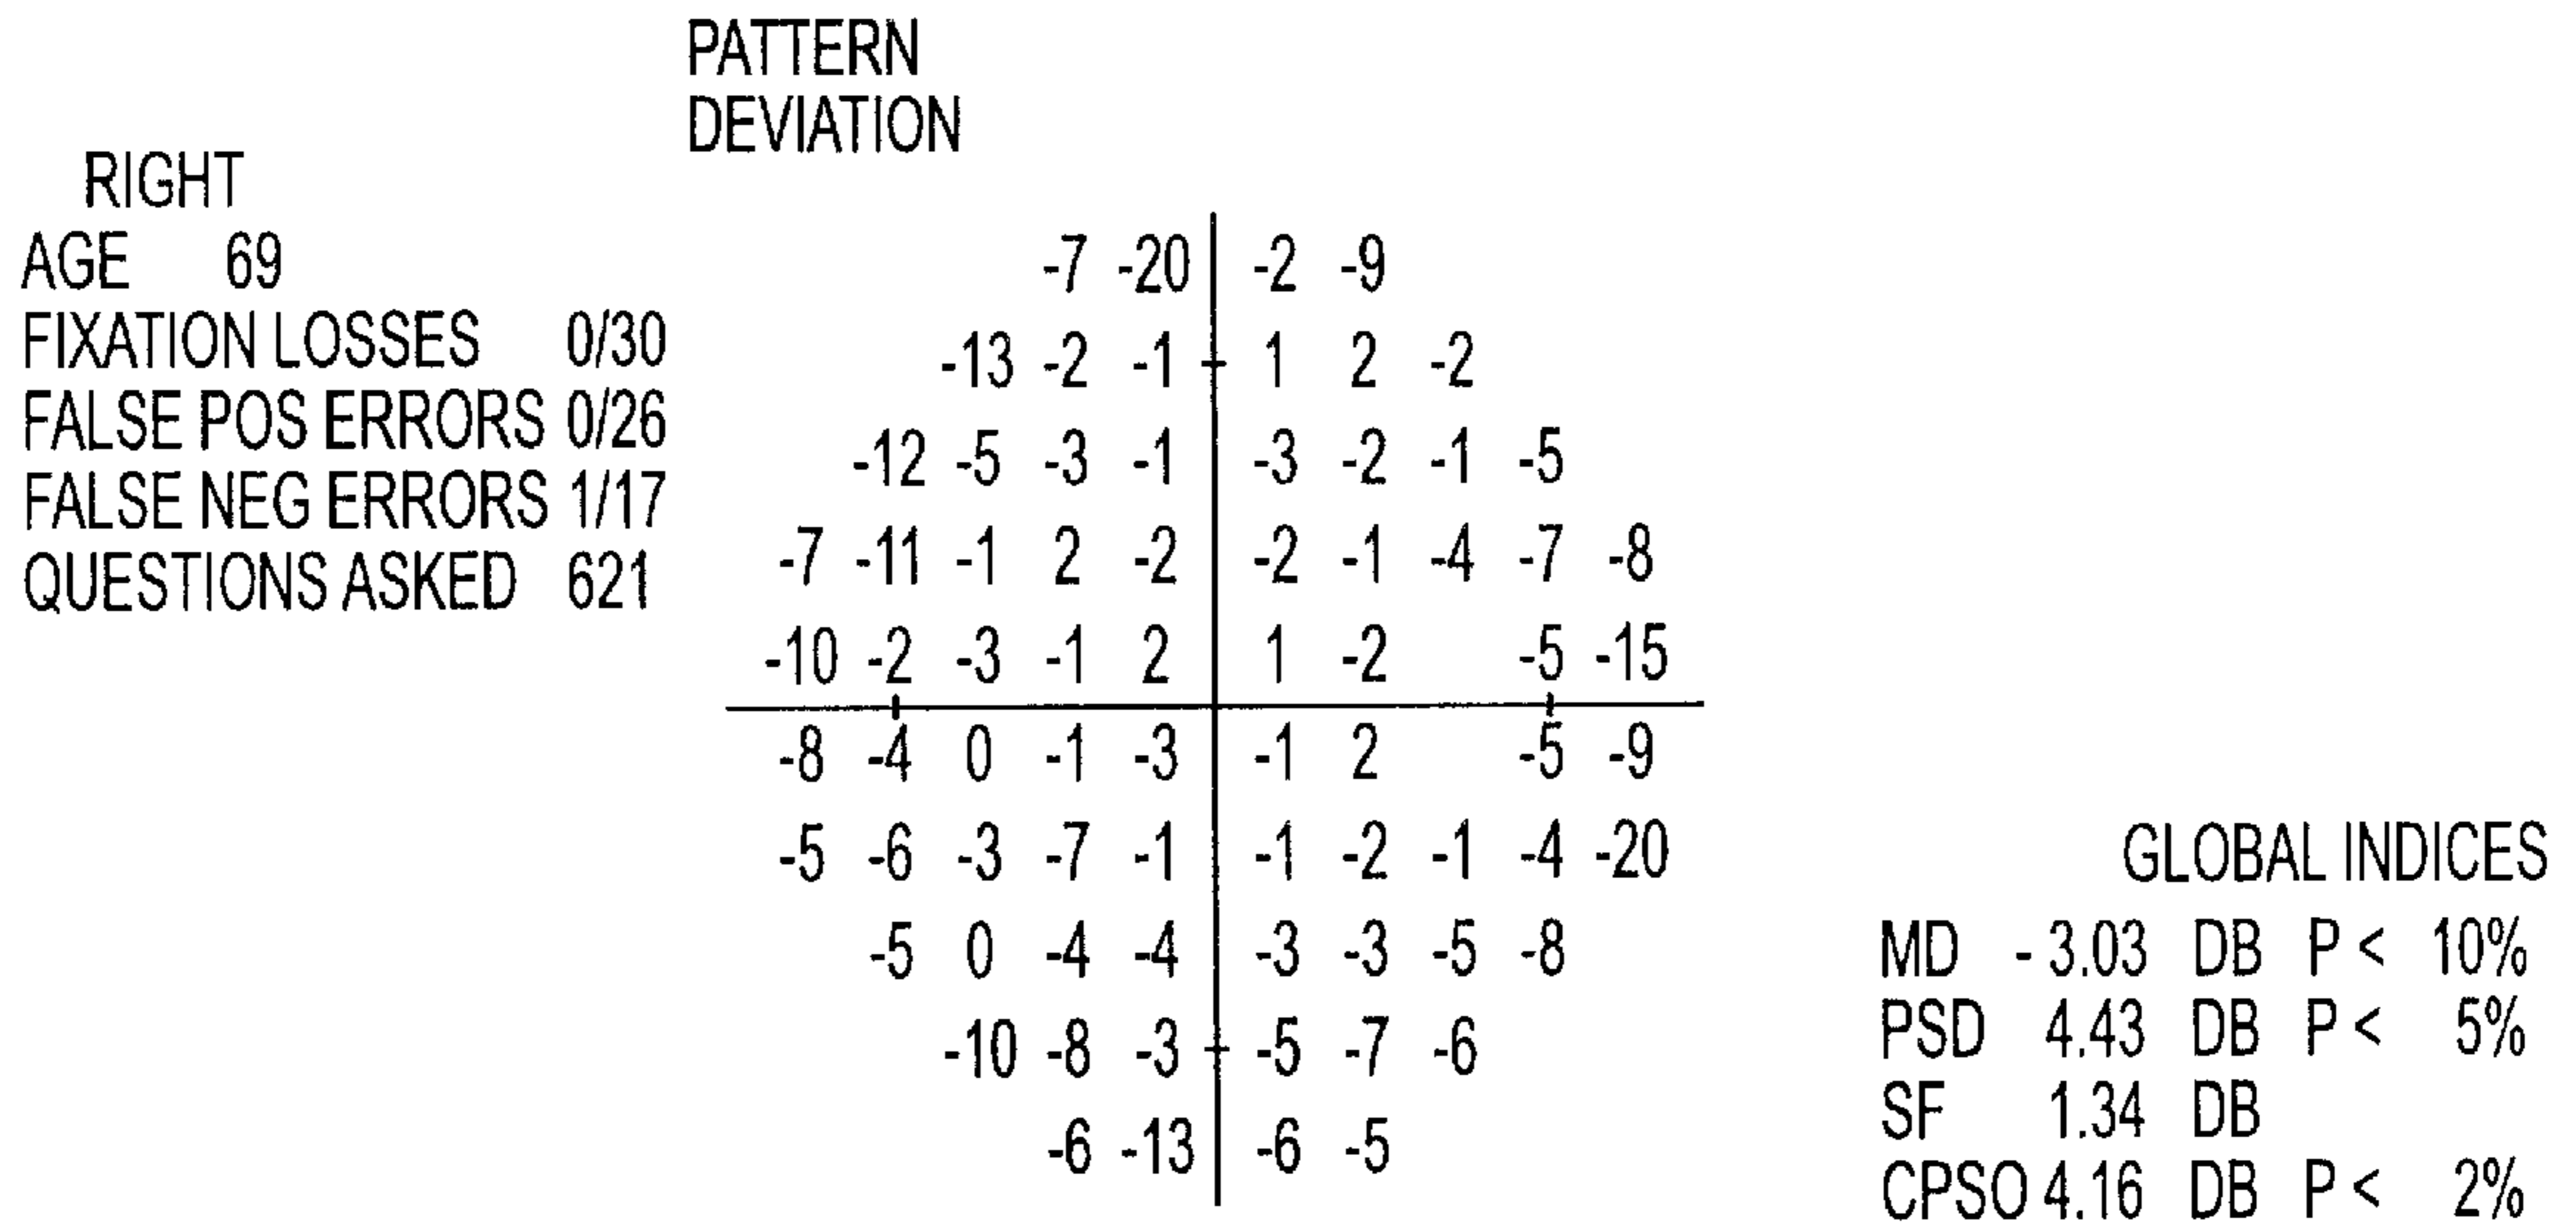 PATTERN
DEVIATION
RIGHT
AGE 69
FIXATION LOSSES 0/30
FALSE POS ERRORS 0/26
FALSE NEG ERRORS 1/17
QUESTIONS ASKED 621
-7 -20 -2 -9
-13 -2 -1 1 2 -2
-12 -5 -3 -1 -3 -2 -1 -5
-7 -11 -1 2 -2 -2 -1 -4 -7 -8
-10 -2 -3 -1 2 1 -2 -5 -15
-8 -4 0 -1 -3 -1 2 -5 -9
-5 -6 -3 -7 -1 -1 -2 -1 -4 -20
-5 0 -4 -4 -3 -3 -5 -8
-10 -8 -3 -5 -7 -6
-6 -13 -6 -5
GLOBAL INDICES
MD - 3.03 DB P < 10%
PSD 4.43 DB P < 5%
SF 1.34 DB
CPSO 4.16 DB P < 2%